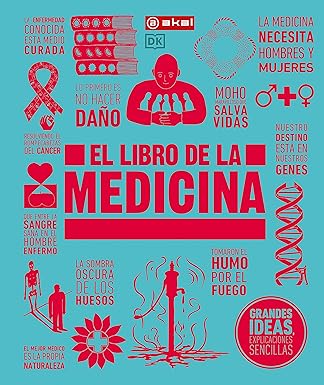 LA ENFERMEDAD
CONOCIDA
ESTÁ MEDIO
CURADA
akal
DK
LA MEDICINA
NECESITA
HOMBRES Y
MUJERES
LO PRIMERO ES
NO HACER
DAÑO
MOHO
SALVA
VIDAS
RESOLVIENDO EL
ROMPECABEZAS
DEL CÁNCER
NUESTRO
DESTINO
ESTÁ EN
NUESTROS
GENES
EL LIBRO DE LA
MEDICINA
QUE ENTRE LA
SANGRE
SANA EN EL
HOMBRE
ENFERMO
LA SOMBRA
OSCURA
DE LOS
HUESOS
TOMARON EL
HUMO
POR EL
FUEGO
EL MEJOR MÉDICO
ES LA PROPIA
NATURALEZA
GRANDES
IDEAS,
EXPLICACIONES
SENCILLAS